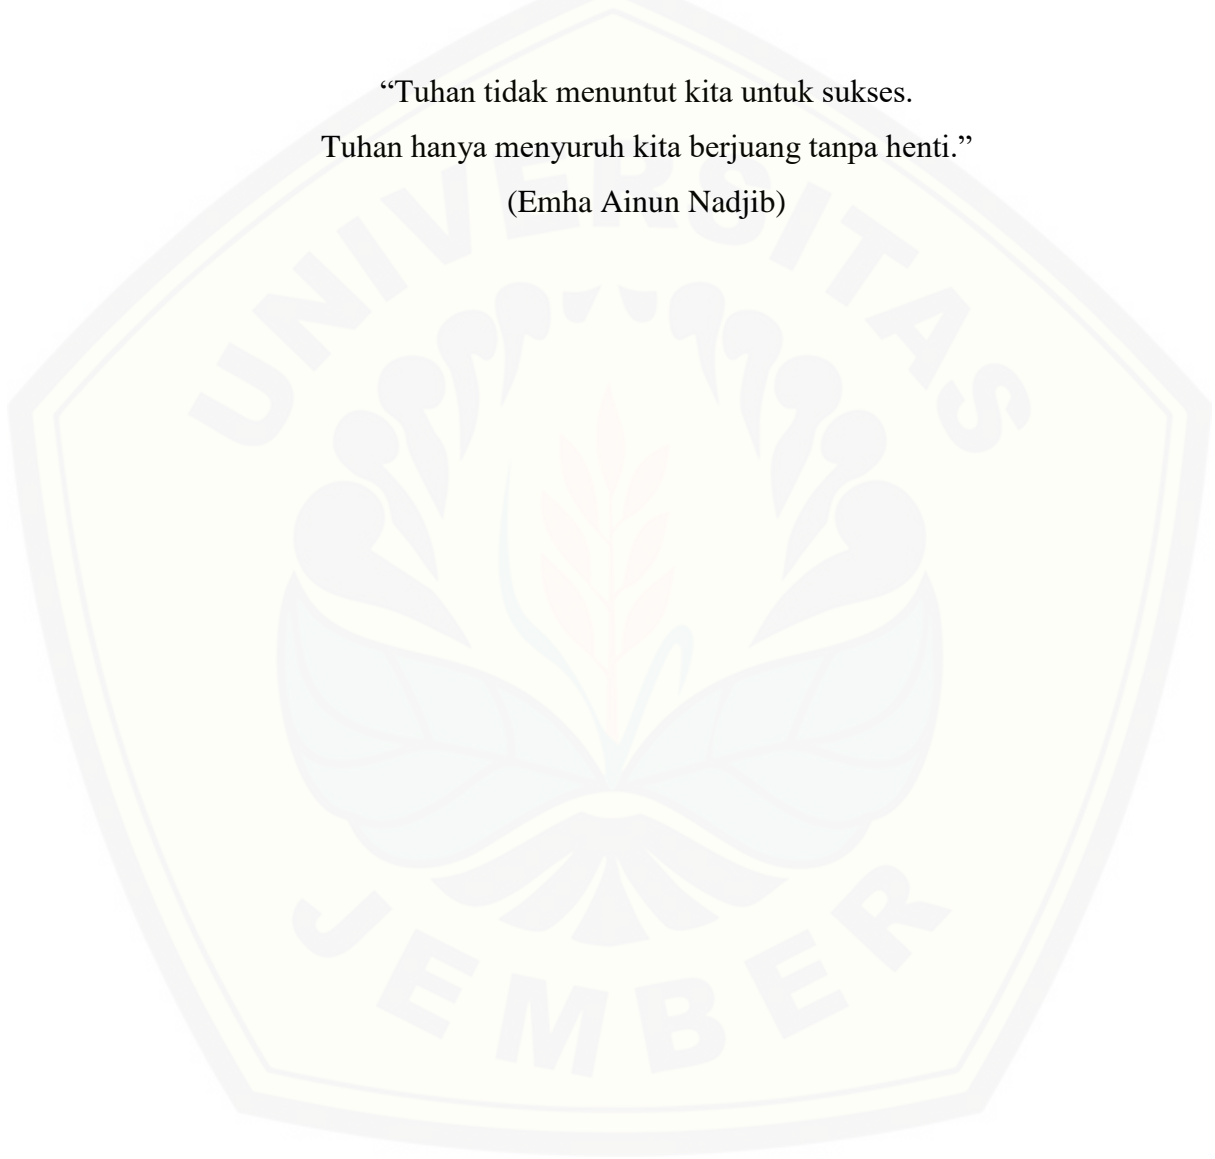 “Tuhan tidak menuntut kita untuk sukses.
Tuhan hanya menyuruh kita berjuang tanpa henti.”
(Emha Ainun Nadjib)
UNIVERSITAS
JEMBER